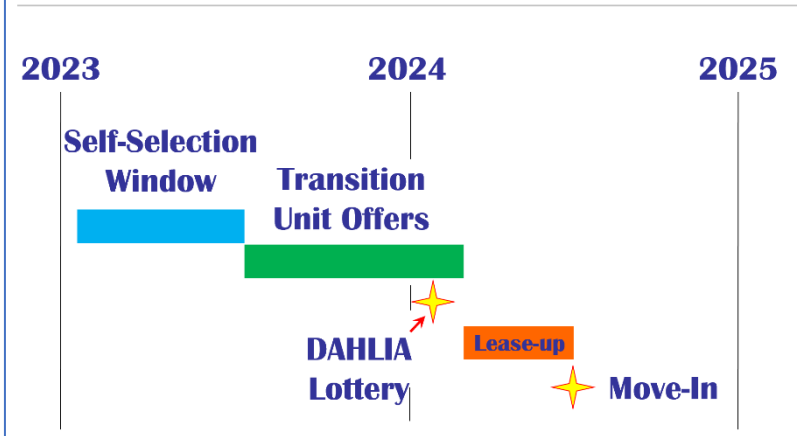 2023
2024
2025
Self-Selection
Window
Transition
Unit Offers
DAHLIA
Lottery
Lease-up
Move-In